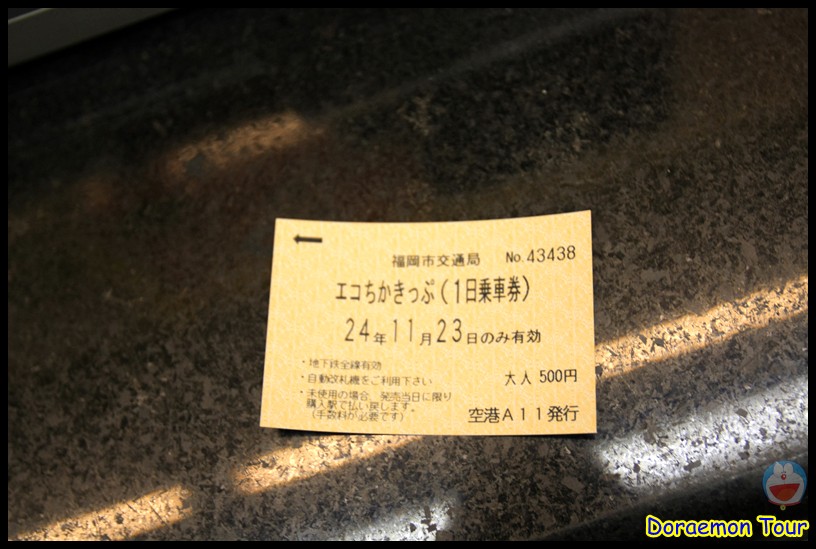 福岡市交通局 No.43438
エコちかきっぷ(1日乗車券)
24年11月23日のみ有効
・地下鉄全線有効
・自動改札機をご利用下さい
大人 500円
・未使用の場合、発売当日に限り
購入駅で払い戻します。
(手数料が必要です)
空港A11発行
Doraemon Tour